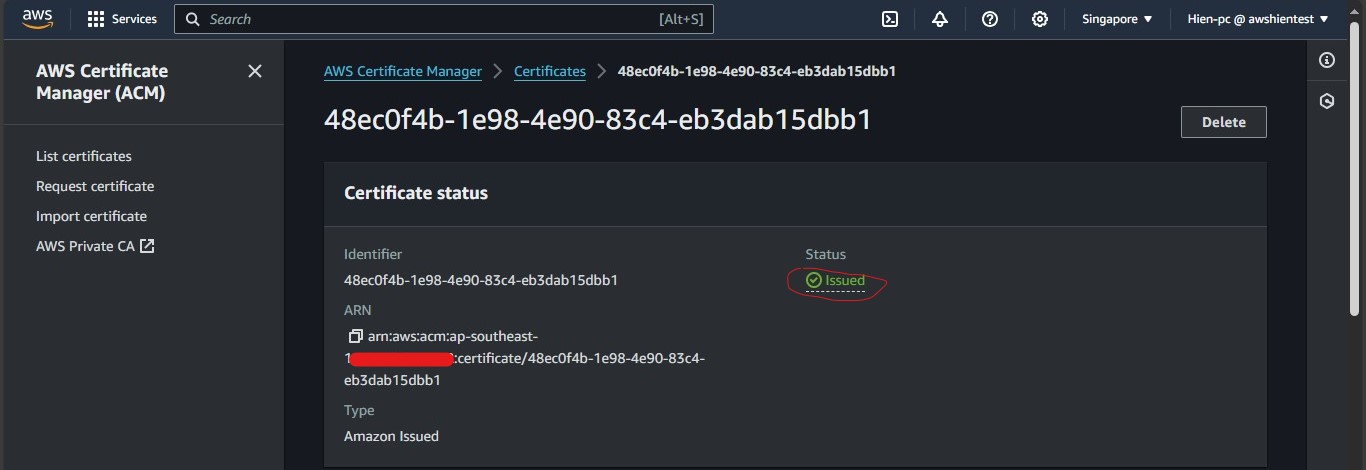 aws Services Search [Alt+S] Singapore Hien-pc @ awshientest
AWS Certificate
Manager (ACM)
List certificates
Request certificate
Import certificate
AWS Private CA
AWS Certificate Manager Certificates 48ec0f4b-1e98-4e90-83c4-eb3dab15dbb1
48ec0f4b-1e98-4e90-83c4-eb3dab15dbb1
Delete
Certificate status
Identifier
48ec0f4b-1e98-4e90-83c4-eb3dab15dbb1
Status
Issued
ARN
arn:aws:acm:ap-southeast-
1 :certificate/48ec0f4b-1e98-4e90-83c4-
eb3dab15dbb1
Type
Amazon Issued